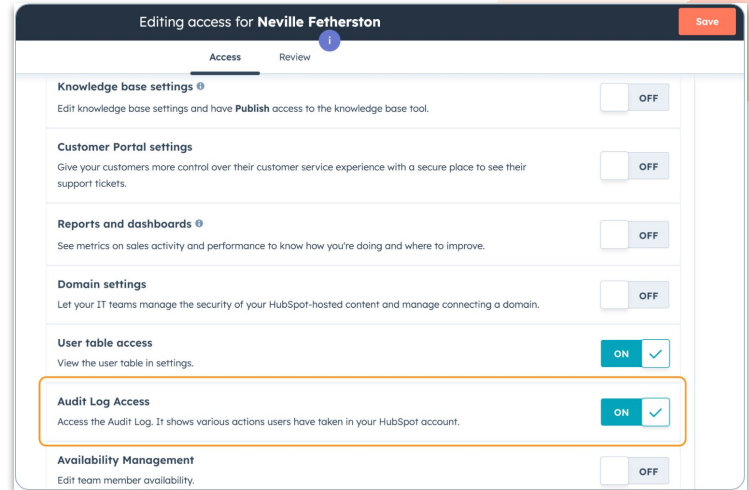 Editing access for Neville Fetherston
Save
i
Access Review
Knowledge base settings i
Edit knowledge base settings and have Publish access to the knowledge base tool.
OFF
Customer Portal settings
Give your customers more control over their customer service experience with a secure place to see their
support tickets.
OFF
Reports and dashboards i
See metrics on sales activity and performance to know how you're doing and where to improve.
OFF
Domain settings
Let your IT teams manage the security of your HubSpot-hosted content and manage connecting a domain.
OFF
User table access
View the user table in settings.
ON
Audit Log Access
Access the Audit Log. It shows various actions users have taken in your HubSpot account.
ON
Availability Management
Edit team member availability.
OFF